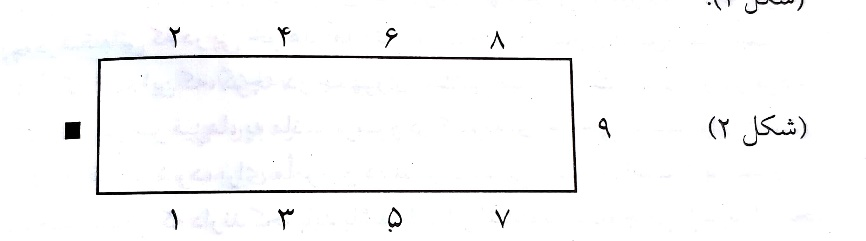 (شکل ۱).
۲ ۴ ۶ ۸
۹ (شکل ۲)
۱ ۳ ۵ ۷